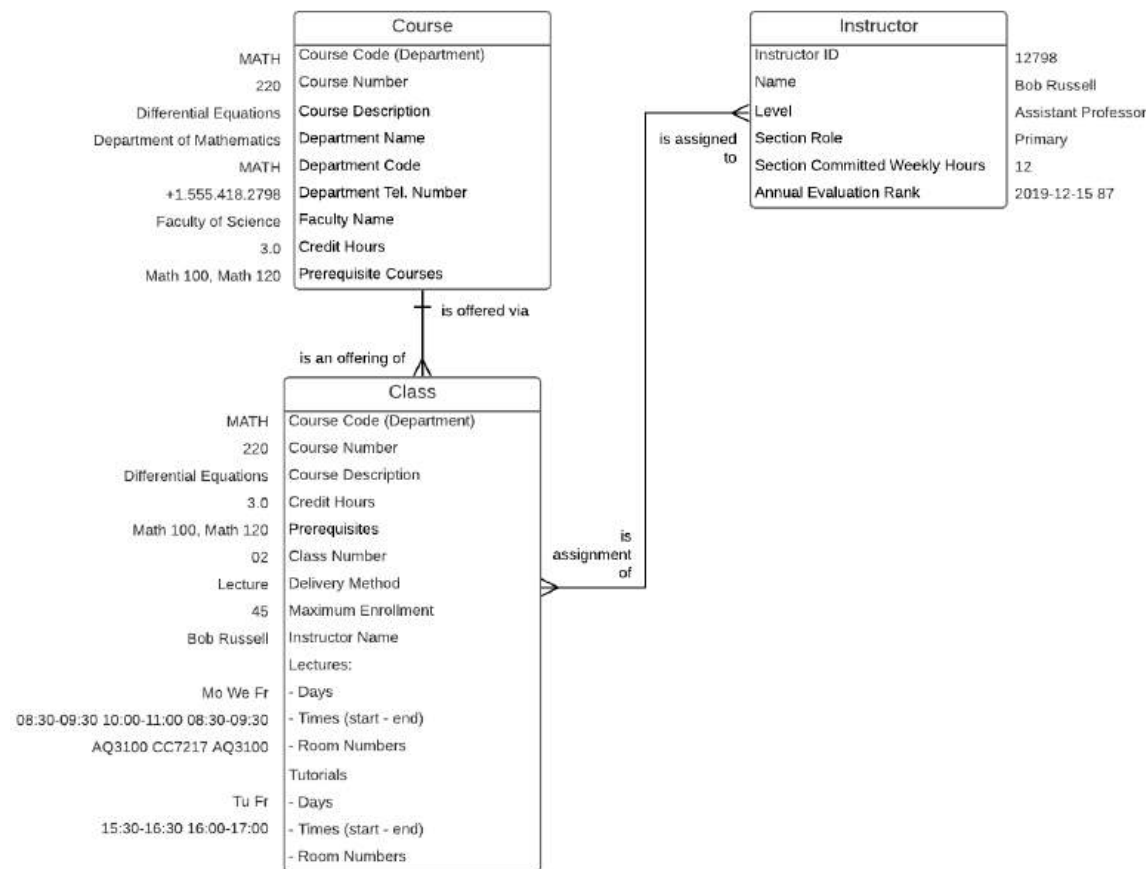 Course
MATH Course Code (Department)
220 Course Number
Differential Equations Course Description
Department of Mathematics Department Name
MATH Department Code
+1.555.418.2798 Department Tel. Number
Faculty of Science Faculty Name
3.0 Credit Hours
Math 100, Math 120 Prerequisite Courses
is offered via
is an offering of
Instructor
Instructor ID 12798
Name Bob Russell
Level Assistant Professor
Section Role Primary
Section Committed Weekly Hours 12
Annual Evaluation Rank 2019-12-15 87
is assigned
to
Class
MATH Course Code (Department)
220 Course Number
Differential Equations Course Description
3.0 Credit Hours
Math 100, Math 120 Prerequisites
02 Class Number
Lecture Delivery Method
45 Maximum Enrollment
Bob Russell Instructor Name
Lectures:
Mo We Fr - Days
08:30-09:30 10:00-11:00 08:30-09:30 - Times (start - end)
AQ3100 CC7217 AQ3100 - Room Numbers
Tutorials
Tu Fr - Days
15:30-16:30 16:00-17:00 - Times (start - end)
- Room Numbers
is
assignment
of